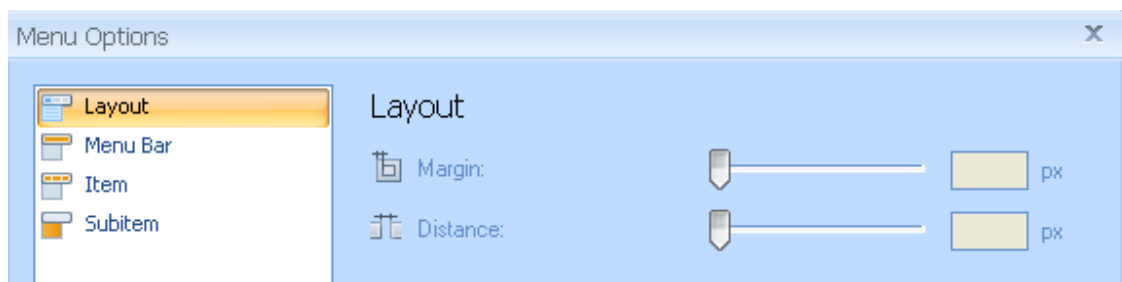 Menu Options
Layout
Menu Bar
Item
Subitem
Layout
Margin: px
Distance: px